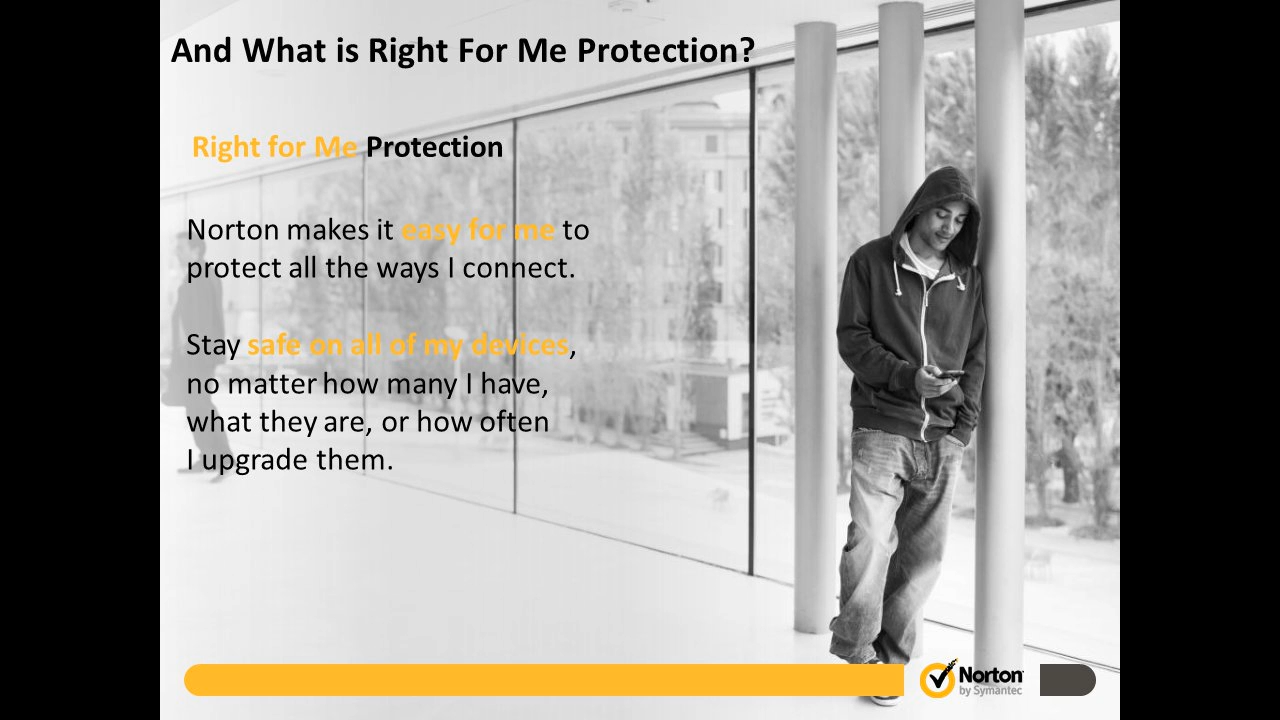 And What is Right For Me Protection?
Right for Me Protection
Norton makes it easy for me to
protect all the ways I connect.
Stay safe on all of my devices,
no matter how many I have,
what they are, or how often
I upgrade them.
Norton
by Symantec